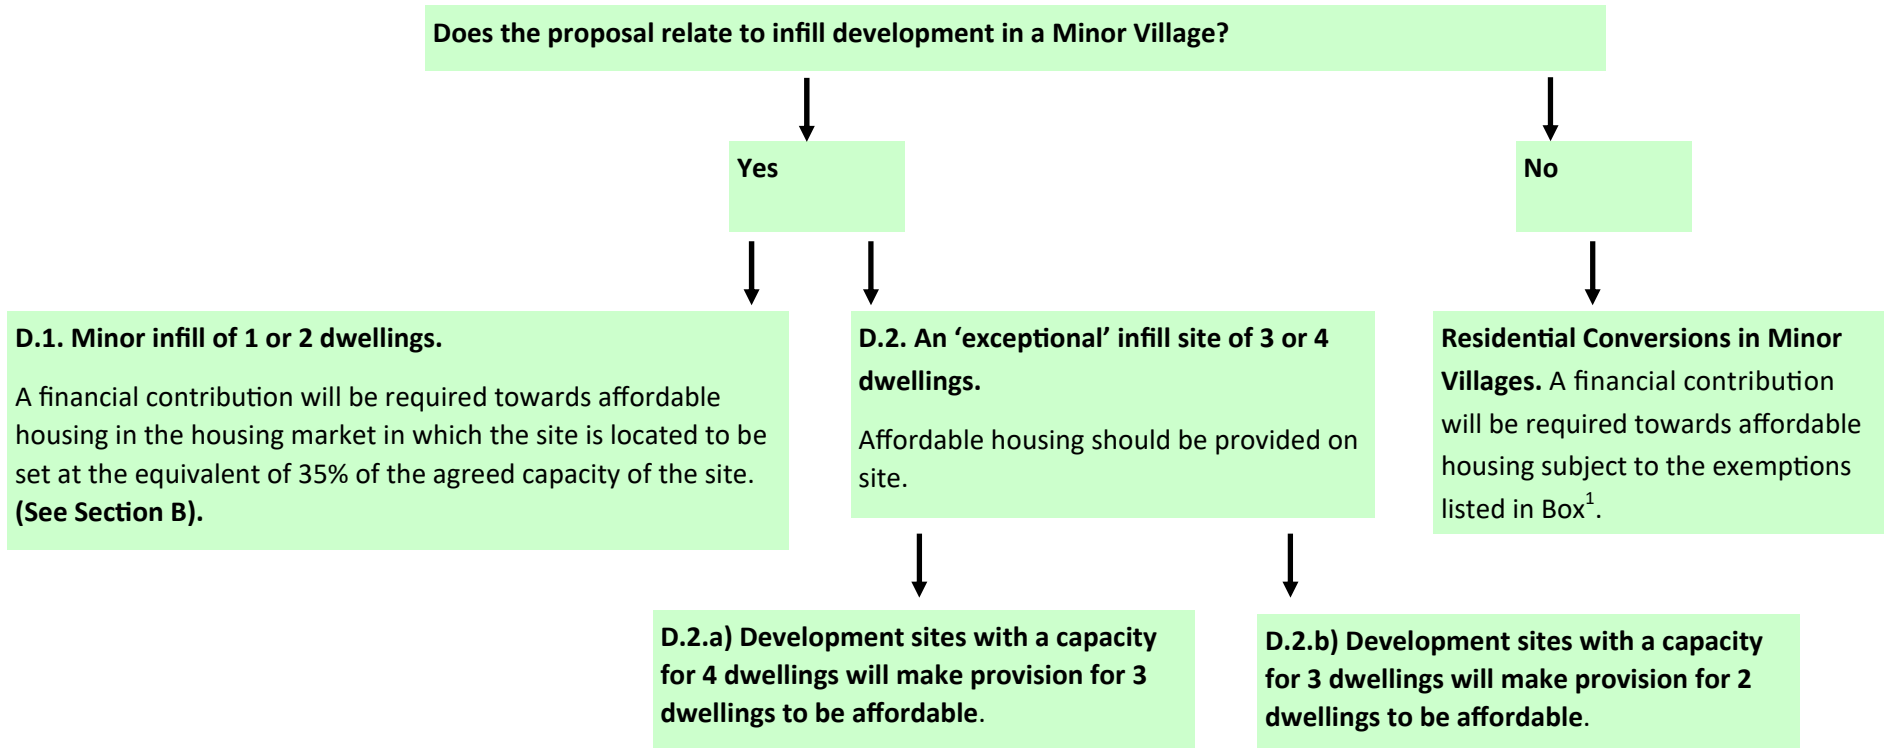 Does the proposal relate to infill development in a Minor Village?
Yes
No
D.1. Minor infill of 1 or 2 dwellings.
A financial contribution will be required towards affordable
housing in the housing market in which the site is located to be
set at the equivalent of 35% of the agreed capacity of the site.
(See Section B).
D.2. An ‘exceptional’ infill site of 3 or 4
dwellings.
Affordable housing should be provided on
site.
Residential Conversions in Minor
Villages. A financial contribution
will be required towards affordable
housing subject to the exemptions
listed in Box¹.
D.2.a) Development sites with a capacity
for 4 dwellings will make provision for 3
dwellings to be affordable.
D.2.b) Development sites with a capacity
for 3 dwellings will make provision for 2
dwellings to be affordable.